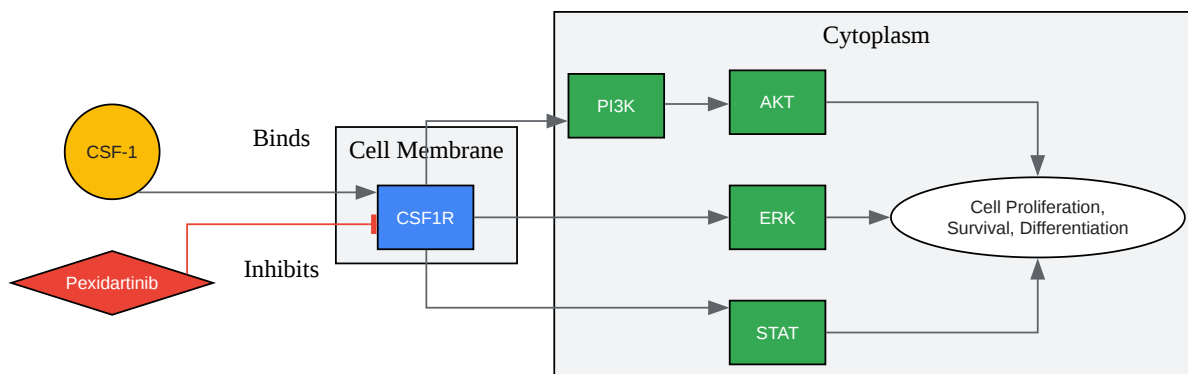 Cytoplasm
PI3K
AKT
Binds
CSF-1
Cell Membrane
CSF1R
ERK
Cell Proliferation,
Survival, Differentiation
Inhibits
Pexidartinib
STAT